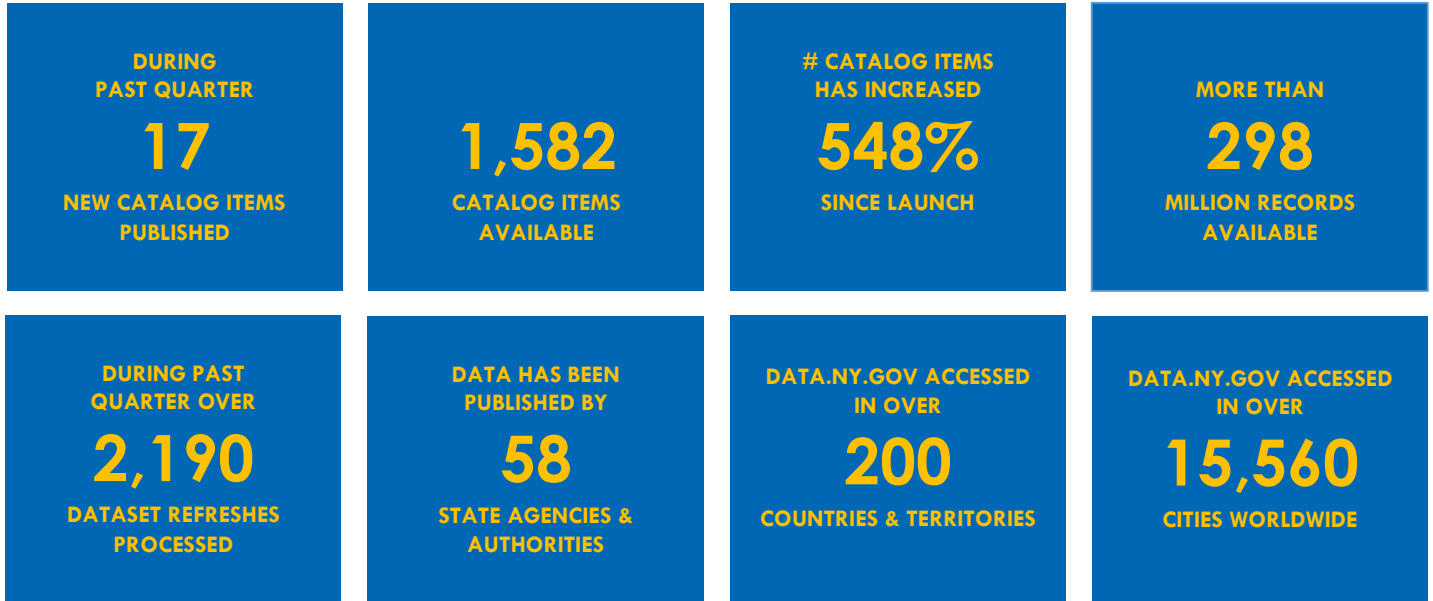 DURING
PAST QUARTER
17
NEW CATALOG ITEMS
PUBLISHED
1,582
CATALOG ITEMS
AVAILABLE
# CATALOG ITEMS
HAS INCREASED
548%
SINCE LAUNCH
MORE THAN
298
MILLION RECORDS
AVAILABLE
DURING PAST
QUARTER OVER
2,190
DATASET REFRESHES
PROCESSED
DATA HAS BEEN
PUBLISHED BY
58
STATE AGENCIES &
AUTHORITIES
DATA.NY.GOV ACCESSED
IN OVER
200
COUNTRIES & TERRITORIES
DATA.NY.GOV ACCESSED
IN OVER
15,560
CITIES WORLDWIDE